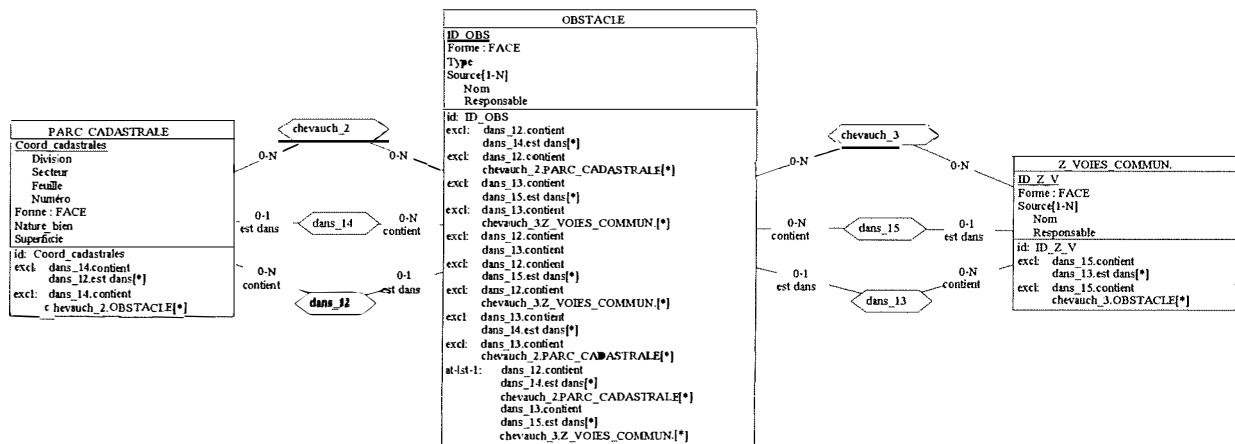 OBSTACLE
ID_OBS
Forme : FACE
Type
Source[1-N]
Nom
Responsable
id: ID_OBS
excl: dans_12.contient
dans_14.est dans[*]
excl: dans_12.contient
chevauch_2.PARC_CADASTRALE[*]
excl: dans_13.contient
dans_15.est dans[*]
excl: dans_13.contient
chevauch_3.Z_VOIES_COMMUN.[*]
excl: dans_12.contient
dans_13.contient
excl: dans_12.contient
dans_15.est dans[*]
excl: dans_12.contient
chevauch_3.Z_VOIES_COMMUN.[*]
excl: dans_13.contient
dans_14.est dans[*]
excl: dans_13.contient
chevauch_2.PARC_CADASTRALE[*]
at-lst-1: dans_12.contient
dans_14.est dans[*]
chevauch_2.PARC_CADASTRALE[*]
dans_13.contient
dans_15.est dans[*]
chevauch_3.Z_VOIES_COMMUN.[*]
PARC_CADASTRALE
Coord_cadastrales
Division
Secteur
Feuille
Numéro
Forme : FACE
Nature_bien
Superficie
id: Coord_cadastrales
excl: dans_14.contient
dans_12.est dans[*]
excl: dans_14.contient
chevauch_2.OBSTACLE[*]
chevauch_2
0-N
0-N
0-1
est dans
dans_14
0-N
contient
0-N
contient
dans_12
0-1
est dans
chevauch_3
0-N
0-N
0-N
contient
dans_15
0-1
est dans
0-1
est dans
dans_13
0-N
contient
Z_VOIES_COMMUN.
ID_Z_V
Forme : FACE
Source[1-N]
Nom
Responsable
id: ID_Z_V
excl: dans_15.contient
dans_13.est dans[*]
excl: dans_15.contient
chevauch_3.OBSTACLE[*]